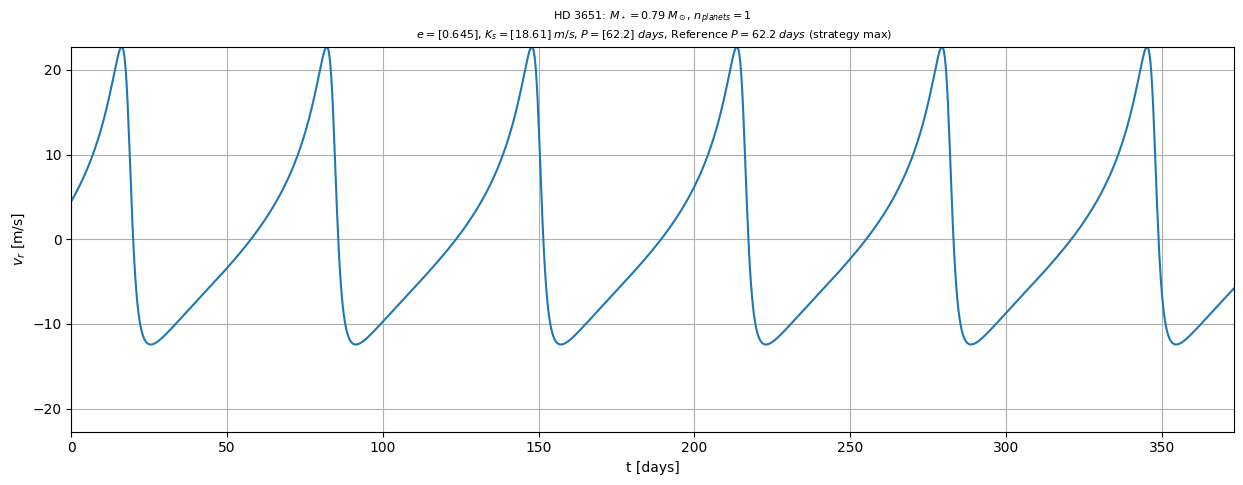 HD 3651: $M_\star = 0.79\ M_\odot$, $n_{planets} = 1$
$e = [0.645]$, $K_s = [18.61]\ m/s$, $P = [62.2]\ days$, Reference $P = 62.2\ days$ (strategy max)
20
10
0
−10
−20
$v_r$ [m/s]
0 50 100 150 200 250 300 350
t [days]